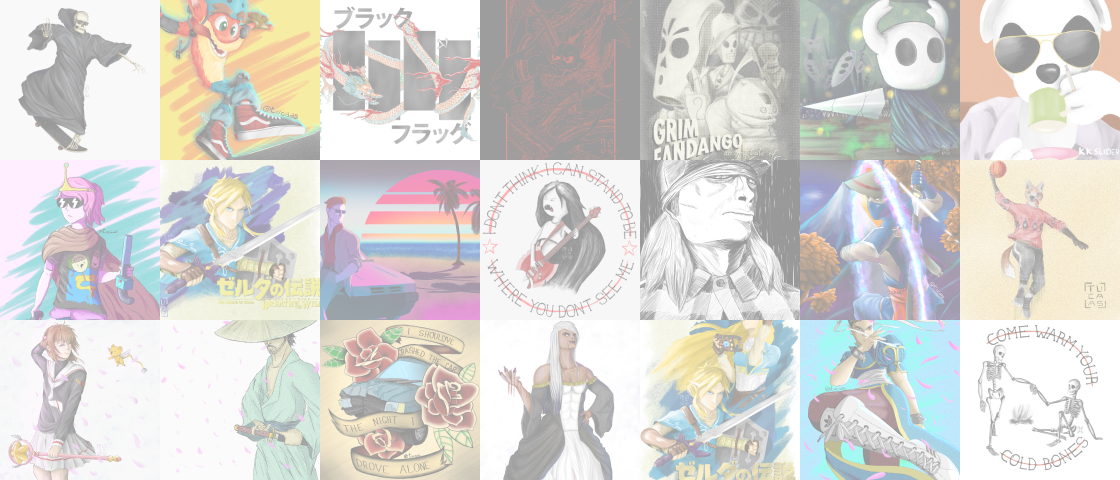 ブラック
フラッグ
GRIM
FANDANGO
KK SLIDER
I DON'T THINK I CAN STAND TO BE
WHERE YOU DON'T SEE ME
ゼルダの伝説
I SHOULDVE
THE NIGHT I
DROVE ALONE
ゼルダの伝説
COME WARM YOUR
COLD BONES